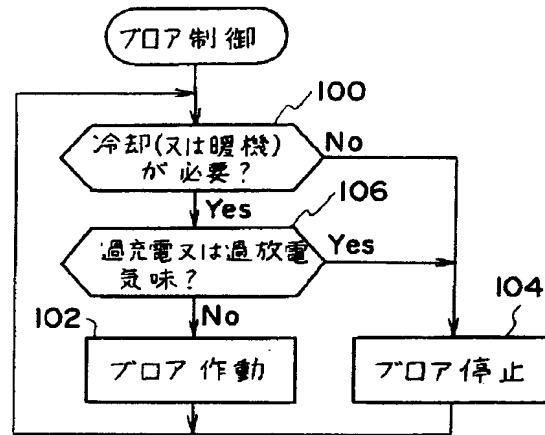 ブロア制御
100
冷却(又は暖機)
が必要?
No
Yes
106
過充電又は過放電
気味?
Yes
No
102
ブロア作動
104
ブロア停止